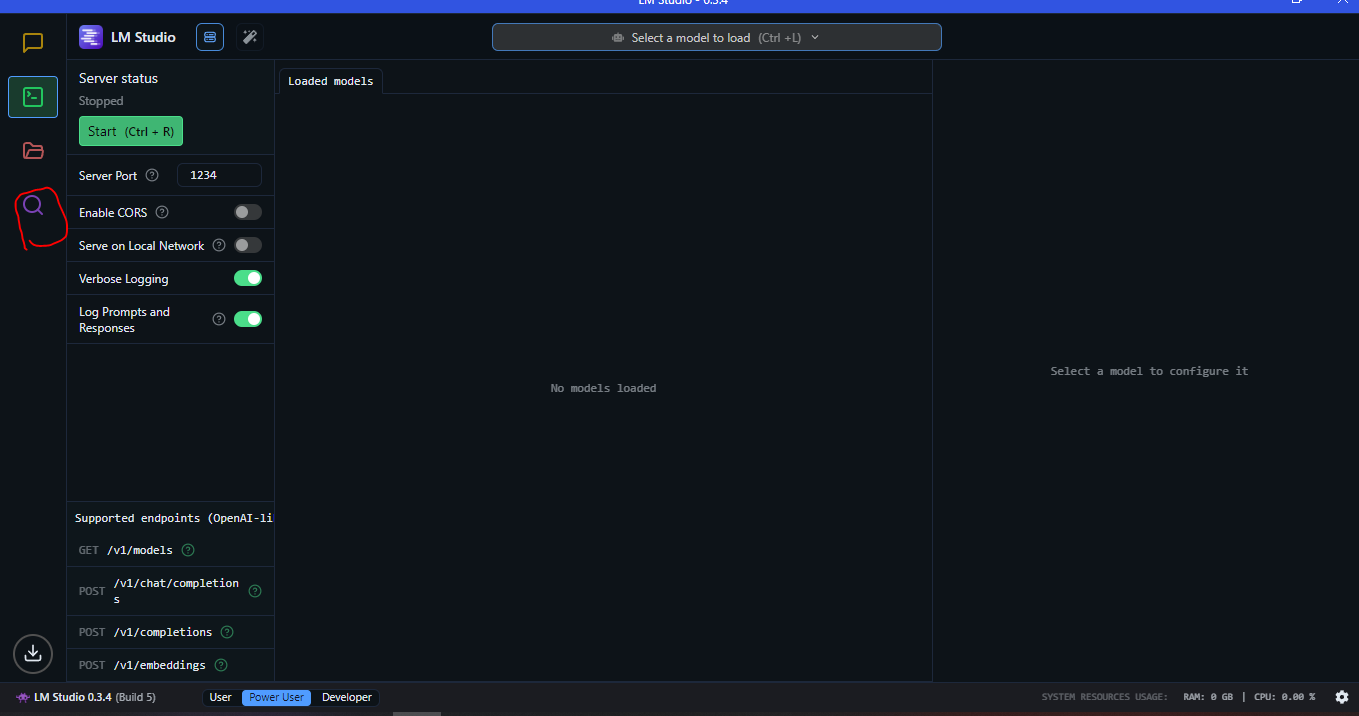 LM Studio - 0.3.4
LM Studio
Select a model to load (Ctrl +L)
Server status
Stopped
Start (Ctrl + R)
Server Port
1234
Enable CORS
Serve on Local Network
Verbose Logging
Log Prompts and
Responses
Supported endpoints (OpenAI-li
GET /v1/models
POST /v1/chat/completion
s
POST /v1/completions
POST /v1/embeddings
Loaded models
No models loaded
Select a model to configure it
LM Studio 0.3.4 (Build 5)
User Power User Developer
SYSTEM RESOURCES USAGE: RAM: 0 GB | CPU: 0.00 %